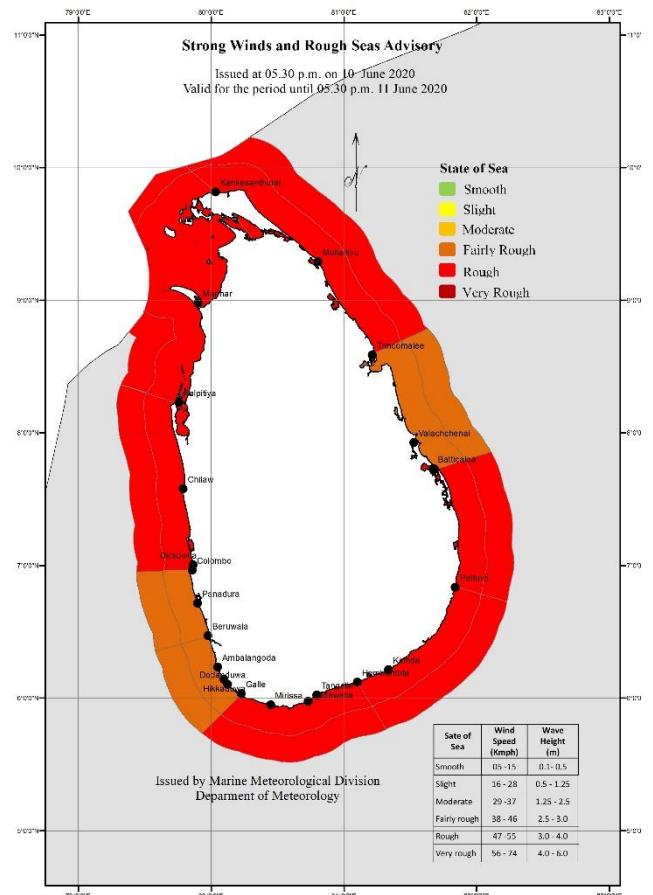 79°0'0"E 80°0'0"E 81°0'0"E 82°0'0"E 83°0'0"E
Strong Winds and Rough Seas Advisory
Issued at 05.30 p.m. on 10 June 2020
Valid for the period until 05.30 p.m. 11 June 2020
11°0'0"N
10°0'0"N
9°0'0"N
8°0'0"N
7°0'0"N
6°0'0"N
5°0'0"N
N
State of Sea
Smooth
Slight
Moderate
Fairly Rough
Rough
Very Rough
Kankesanthurai
Mullaitivu
Mannar
Trincomalee
Kalpitiya
Valachchenai
Batticaloa
Chilaw
Colombo
Pottuvil
Panadura
Beruwala
Ambalangoda
Dodanduwa
Hikkaduwa
Galle
Mirissa
Tangalle
Hambantota
Kirinda
Issued by Marine Meteorological Division
Deparment of Meteorology
Sate of Sea Wind Speed (Kmph) Wave Height (m)
Smooth 05 -15 0.1- 0.5
Slight 16 - 28 0.5 - 1.25
Moderate 29 -37 1.25 - 2.5
Fairly rough 38 - 46 2.5 - 3.0
Rough 47 -55 3.0 - 4.0
Very rough 56 - 74 4.0 - 6.0